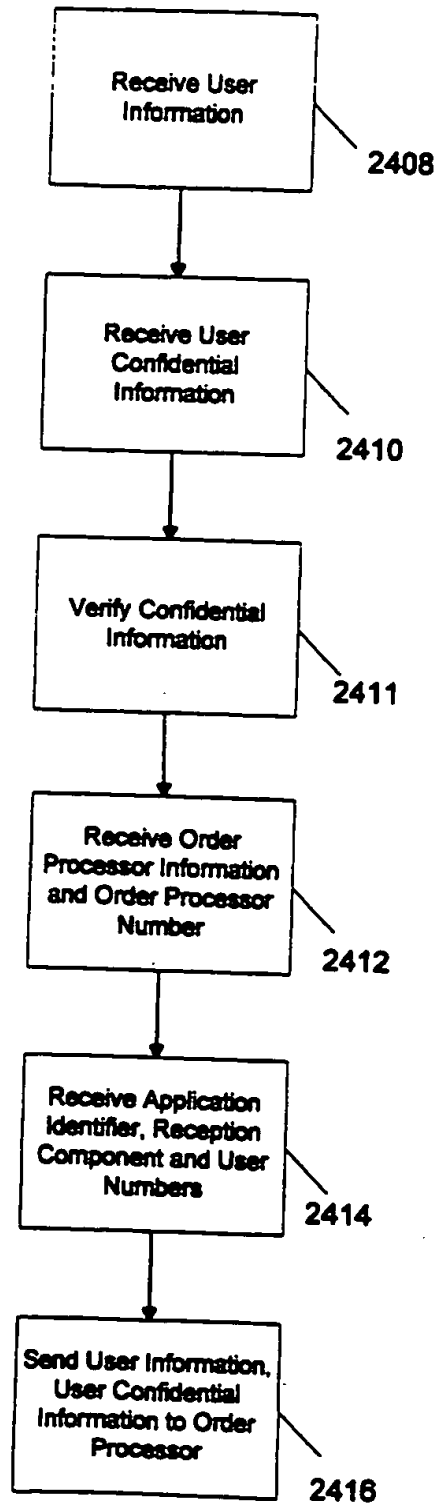 Receive User
Information
2408
Receive User
Confidential
Information
2410
Verify Confidential
Information
2411
Receive Order
Processor Information
and Order Processor
Number
2412
Receive Application
Identifier, Reception
Component and User
Numbers
2414
Send User Information,
User Confidential
Information to Order
Processor
2416